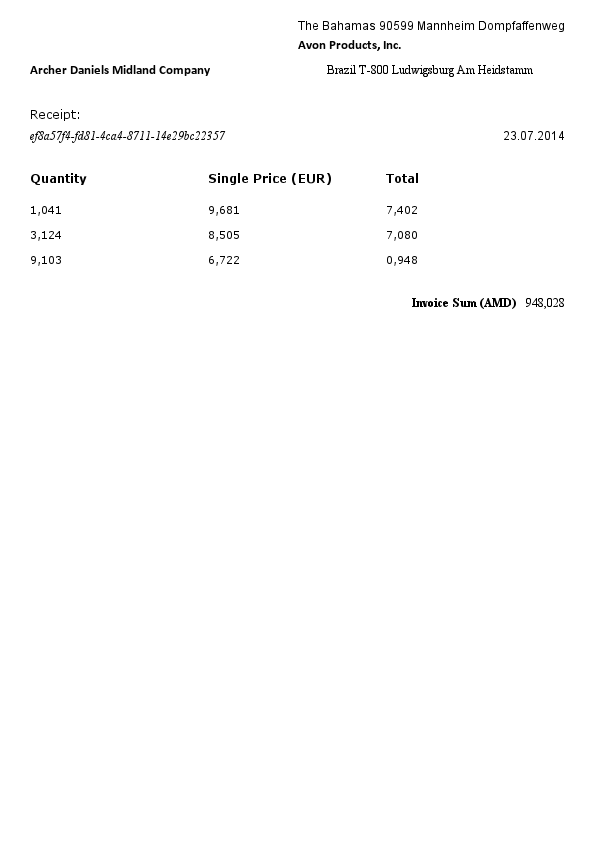 The Bahamas 90599 Mannheim Dompfaffenweg
Avon Products, Inc.
Archer Daniels Midland Company Brazil T-800 Ludwigsburg Am Heidstamm
Receipt:
ef8a57f4-fd81-4ca4-8711-14e29bc22357 23.07.2014
Quantity Single Price (EUR) Total
1,041 9,681 7,402
3,124 8,505 7,080
9,103 6,722 0,948
Invoice Sum (AMD) 948,028